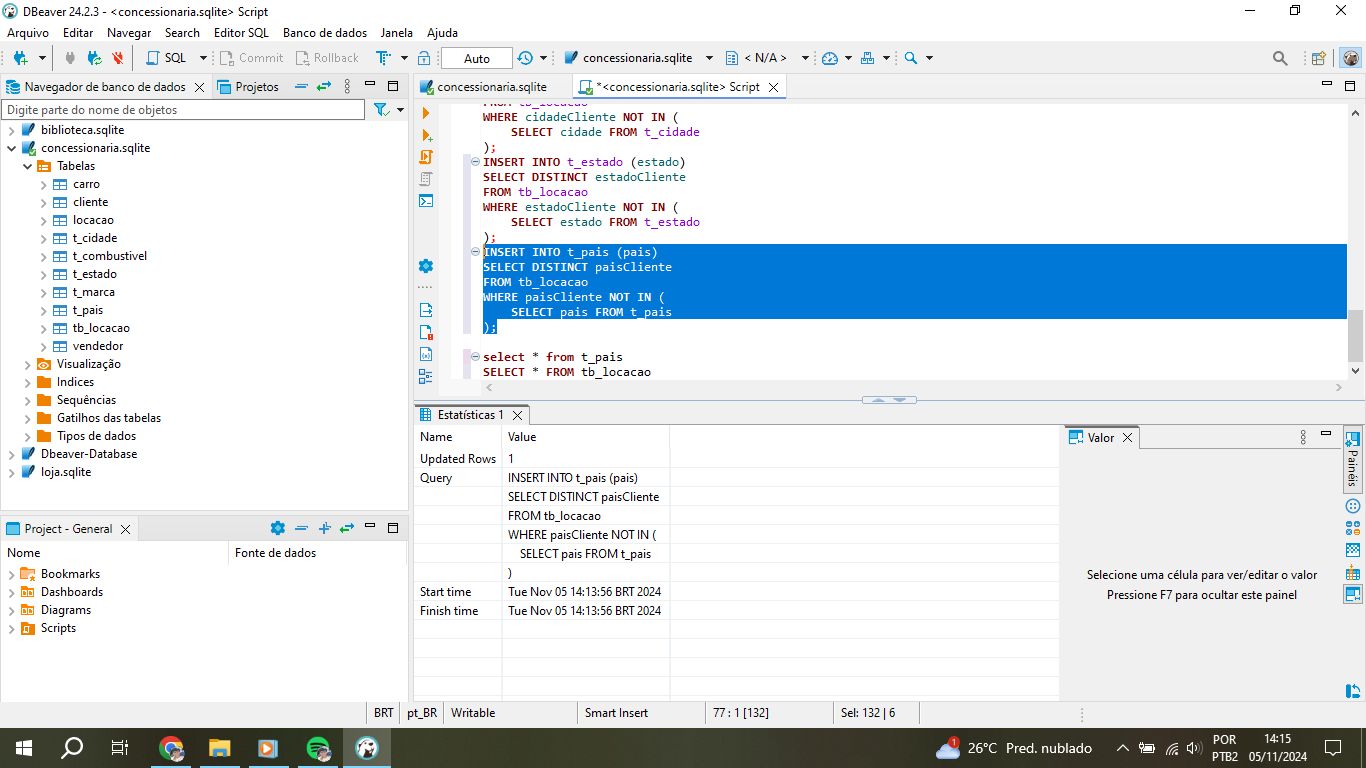 DBeaver 24.2.3 - <concessionaria.sqlite> Script
Arquivo Editar Navegar Search Editor SQL Banco de dados Janela Ajuda
SQL Commit Rollback Auto concessionaria.sqlite < N/A >
Navegador de banco de dados Projetos
Digite parte do nome de objetos
biblioteca.sqlite
concessionaria.sqlite
Tabelas
carro
cliente
locacao
t_cidade
t_combustivel
t_estado
t_marca
t_pais
tb_locacao
vendedor
Visualização
Indices
Sequências
Gatilhos das tabelas
Tipos de dados
Dbeaver-Database
loja.sqlite
Project - General
Nome Fonte de dados
Bookmarks
Dashboards
Diagrams
Scripts
concessionaria.sqlite *<concessionaria.sqlite> Script
FROM tb_locacao
WHERE cidadeCliente NOT IN (
SELECT cidade FROM t_cidade
);
INSERT INTO t_estado (estado)
SELECT DISTINCT estadoCliente
FROM tb_locacao
WHERE estadoCliente NOT IN (
SELECT estado FROM t_estado
);
INSERT INTO t_pais (pais)
SELECT DISTINCT paisCliente
FROM tb_locacao
WHERE paisCliente NOT IN (
SELECT pais FROM t_pais
);
select * from t_pais
SELECT * FROM tb_locacao
Estatísticas 1
Name Value
Updated Rows 1
Query INSERT INTO t_pais (pais)
SELECT DISTINCT paisCliente
FROM tb_locacao
WHERE paisCliente NOT IN (
SELECT pais FROM t_pais
)
Start time Tue Nov 05 14:13:56 BRT 2024
Finish time Tue Nov 05 14:13:56 BRT 2024
Valor
Selecione uma célula para ver/editar o valor
Pressione F7 para ocultar este painel
Painéis
BRT pt_BR Writable Smart Insert 77 : 1 [132] Sel: 132 | 6
1
26°C Pred. nublado
POR
PTB2
14:15
05/11/2024